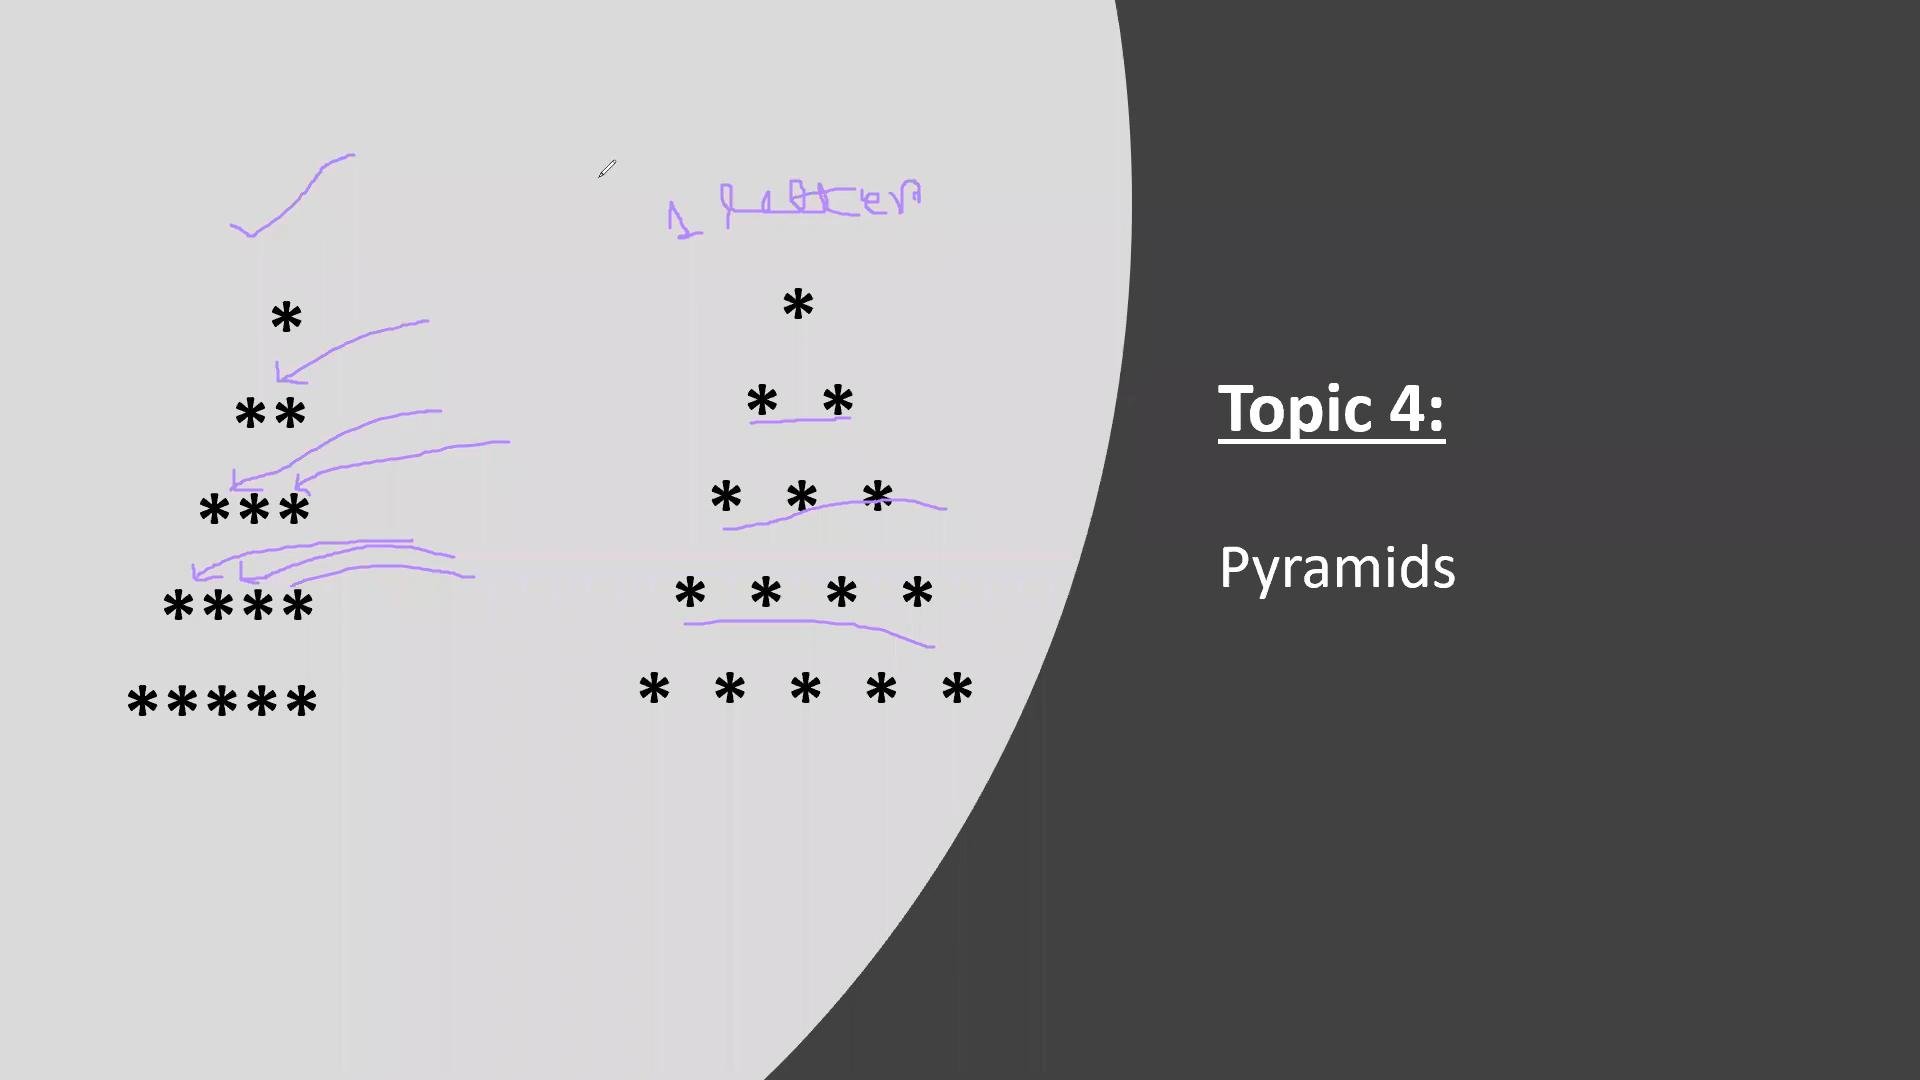 *
**
***
****
*****
*
* *
* * *
* * * *
* * * * *
Topic 4:
Pyramids